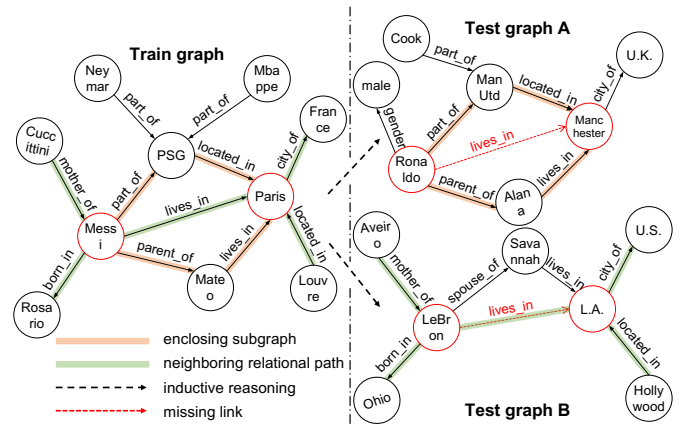 Train graph
Ney
mar
Mba
ppe
part_of
part_of
Cucc
ittini
PSG
Fran
ce
mother_of
part_of
located_in
city_of
Mess
i
lives_in
Paris
parent_of
lives_in
born_in
located_in
Rosa
rio
Mate
o
Louv
re
enclosing subgraph
neighboring relational path
inductive reasoning
missing link
Test graph A
Cook
U.K.
part_of
male
Man
Utd
located_in
city_of
gender
part_of
lives_in
Manc
hester
Rona
ldo
parent_of
lives_in
Alan
a
Aveir
o
Sava
nnah
U.S.
mother_of
spouse_of
lives_in
city_of
LeBr
on
lives_in
L.A.
born_in
located_in
Ohio
Holly
wood
Test graph B